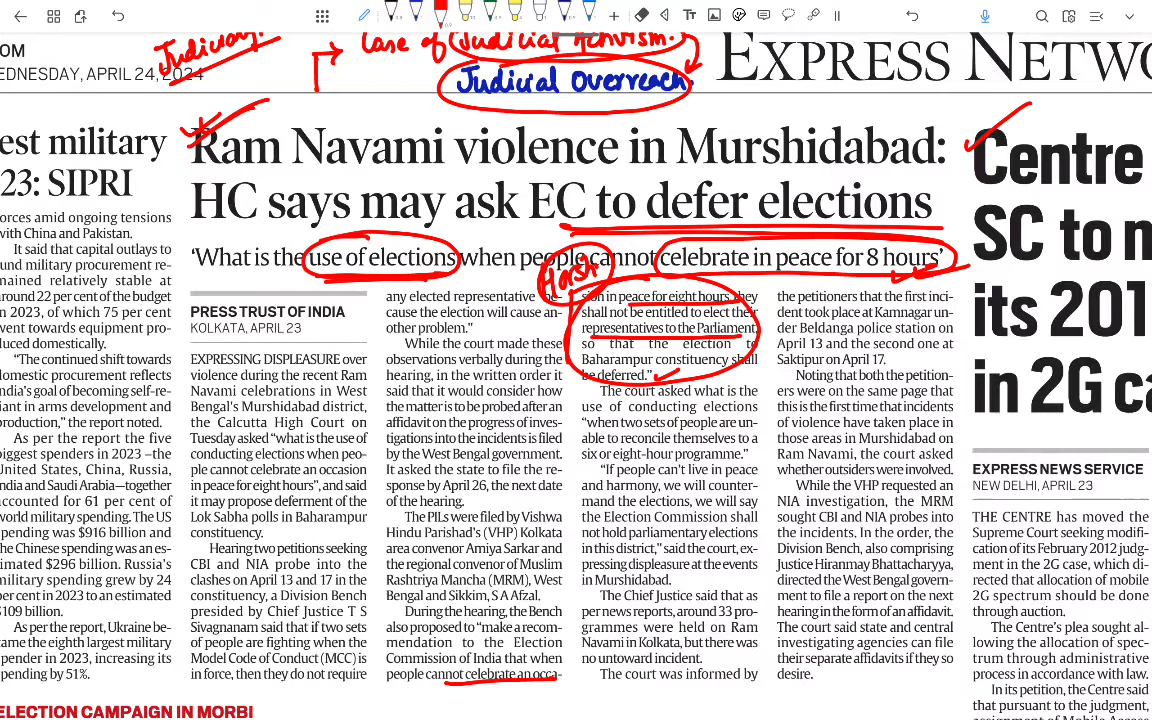 Judiciary.
Case of Judicial Activism.
Judicial Overreach.
EXPRESS NETWO
OM
EDNESDAY, APRIL 24, 2024
est military
23: SIPRI
orces amid ongoing tensions
with China and Pakistan.
It said that capital outlays to
und military procurement re-
mained relatively stable at
around 22 per cent of the budget
n 2023, of which 75 per cent
went towards equipment pro-
duced domestically.
"The continued shift towards
domestic procurement reflects
ndia's goal of becoming self-re-
iant in arms development and
production," the report noted.
As per the report the five
biggest spenders in 2023 –the
United States, China, Russia,
ndia and Saudi Arabia—together
accounted for 61 per cent of
world military spending. The US
pending was $916 billion and
he Chinese spending was an es-
imated $296 billion. Russia's
military spending grew by 24
per cent in 2023 to an estimated
$109 billion.
As per the report, Ukraine be-
came the eighth largest military
pender in 2023, increasing its
pending by 51%.
Ram Navami violence in Murshidabad:
HC says may ask EC to defer elections
'What is the use of elections when people cannot celebrate in peace for 8 hours'
Harsh
PRESS TRUST OF INDIA
KOLKATA, APRIL 23
EXPRESSING DISPLEASURE over
violence during the recent Ram
Navami celebrations in West
Bengal's Murshidabad district,
the Calcutta High Court on
Tuesday asked "what is the use of
conducting elections when peo-
ple cannot celebrate an occasion
in peace for eight hours", and said
it may propose deferment of the
Lok Sabha polls in Baharampur
constituency.
Hearing two petitions seeking
CBI and NIA probe into the
clashes on April 13 and 17 in the
constituency, a Division Bench
presided by Chief Justice T S
Sivagnanam said that if two sets
of people are fighting when the
Model Code of Conduct (MCC) is
in force, then they do not require
any elected representative be-
cause the election will cause an-
other problem."
While the court made these
observations verbally during the
hearing, in the written order it
said that it would consider how
the matter is to be probed after an
affidavit on the progress of inves-
tigations into the incidents is filed
by the West Bengal government.
It asked the state to file the re-
sponse by April 26, the next date
of the hearing.
The PILs were filed by Vishwa
Hindu Parishad's (VHP) Kolkata
area convenor Amiya Sarkar and
the regional convenor of Muslim
Rashtriya Mancha (MRM), West
Bengal and Sikkim, S A Afzal.
During the hearing, the Bench
also proposed to "make a recom-
mendation to the Election
Commission of India that when
people cannot celebrate an occa-
sion in peace for eight hours, they
shall not be entitled to elect their
representatives to the Parliament,
so that the election to
Baharampur constituency shall
be deferred."
The court asked what is the
use of conducting elections
"when two sets of people are un-
able to reconcile themselves to a
six or eight-hour programme."
"If people can't live in peace
and harmony, we will counter-
mand the elections, we will say
the Election Commission shall
not hold parliamentary elections
in this district," said the court, ex-
pressing displeasure at the events
in Murshidabad.
The Chief Justice said that as
per news reports, around 33 pro-
grammes were held on Ram
Navami in Kolkata, but there was
no untoward incident.
The court was informed by
the petitioners that the first inci-
dent took place at Kamnagar un-
der Beldanga police station on
April 13 and the second one at
Saktipur on April 17.
Noting that both the petition-
ers were on the same page that
this is the first time that incidents
of violence have taken place in
those areas in Murshidabad on
Ram Navami, the court asked
whether outsiders were involved.
While the VHP requested an
NIA investigation, the MRM
sought CBI and NIA probes into
the incidents. In the order, the
Division Bench, also comprising
Justice Hiranmay Bhattacharyya,
directed the West Bengal govern-
ment to file a report on the next
hearing in the form of an affidavit.
The court said state and central
investigating agencies can file
their separate affidavits if they so
desire.
Centre
SC to n
its 201
in 2G ca
EXPRESS NEWS SERVICE
NEW DELHI, APRIL 23
THE CENTRE has moved the
Supreme Court seeking modifi-
cation of its February 2012 judg-
ment in the 2G case, which di-
rected that allocation of mobile
2G spectrum should be done
through auction.
The Centre's plea sought al-
lowing the allocation of spec-
trum through administrative
process in accordance with law.
In its petition, the Centre said
that pursuant to the judgment,
assignment of Mobile Access
ELECTION CAMPAIGN IN MORBI